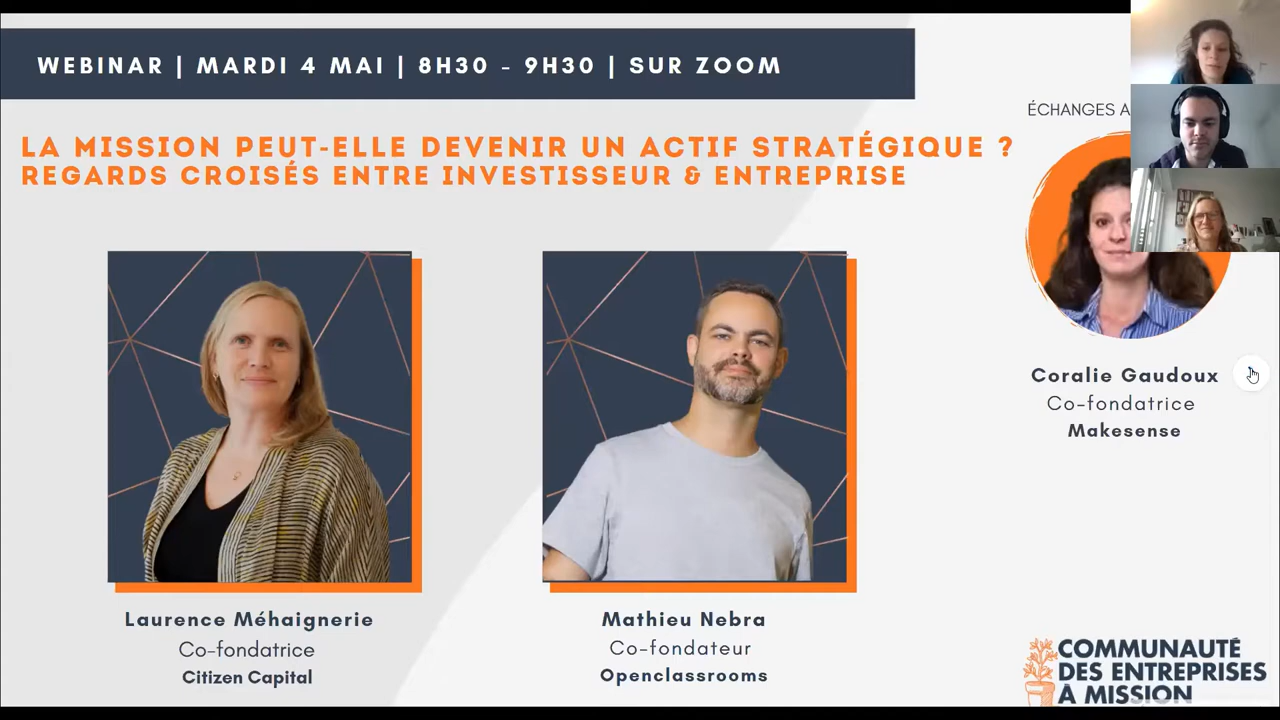 WEBINAR | MARDI 4 MAI | 8H30 - 9H30 | SUR ZOOM
LA MISSION PEUT-ELLE DEVENIR UN ACTIF STRATÉGIQUE ?
REGARDS CROISÉS ENTRE INVESTISSEUR & ENTREPRISE
ÉCHANGES
Laurence Méhaignerie
Co-fondatrice
Citizen Capital
Mathieu Nebra
Co-fondateur
Openclassrooms
Coralie Gaudoux
Co-fondatrice
Makesense
COMMUNAUTÉ
DES ENTREPRISES
À MISSION